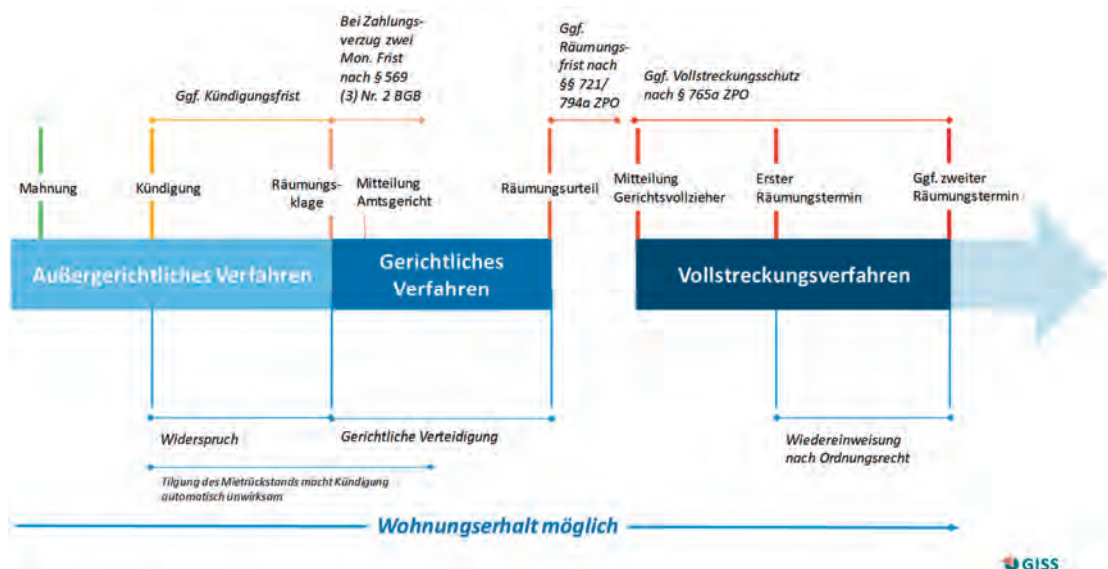 Bei Zahlungs-
verzug zwei
Mon. Frist
nach § 569
(3) Nr. 2 BGB
Ggf.
Räumungs-
frist nach
§§ 721/
794a ZPO
Ggf. Kündigungsfrist
Ggf. Vollstreckungsschutz
nach § 765a ZPO
Mahnung
Kündigung
Räumungs-
klage
Mitteilung
Amtsgericht
Räumungsurteil
Mitteilung
Gerichtsvollzieher
Erster
Räumungstermin
Ggf. zweiter
Räumungstermin
Außergerichtliches Verfahren
Gerichtliches
Verfahren
Vollstreckungsverfahren
Widerspruch
Gerichtliche Verteidigung
Wiedereinweisung
nach Ordnungsrecht
Tilgung des Mietrückstands macht Kündigung
automatisch unwirksam
Wohnungserhalt möglich
GISS